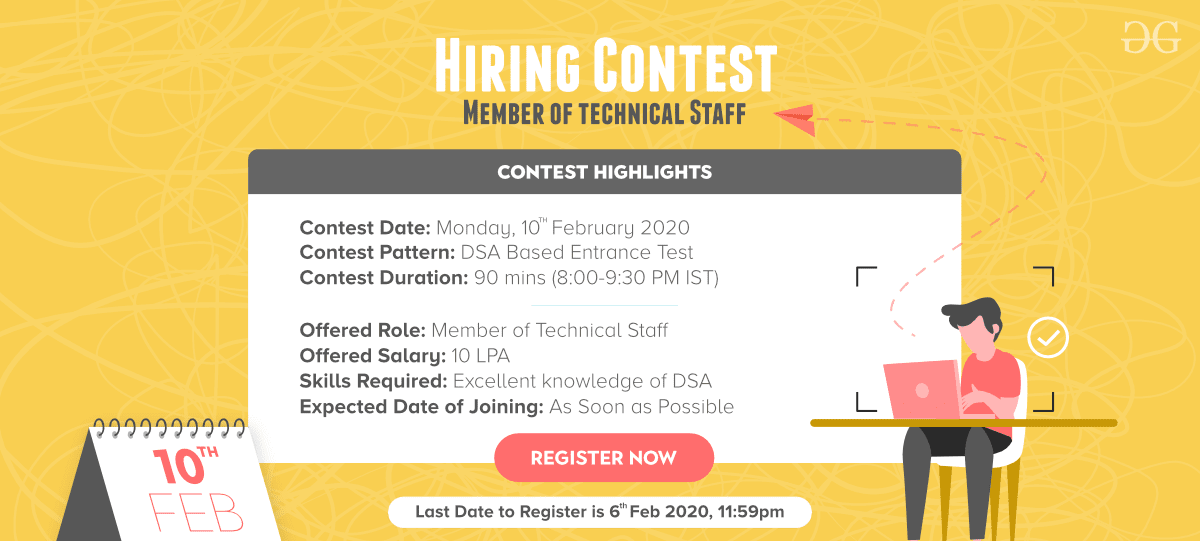 HIRING CONTEST
MEMBER OF TECHNICAL STAFF
CONTEST HIGHLIGHTS
Contest Date: Monday, 10TH February 2020
Contest Pattern: DSA Based Entrance Test
Contest Duration: 90 mins (8:00-9:30 PM IST)
Offered Role: Member of Technical Staff
Offered Salary: 10 LPA
Skills Required: Excellent knowledge of DSA
Expected Date of Joining: As Soon as Possible
REGISTER NOW
Last Date to Register is 6th Feb 2020, 11:59pm
10TH
FEB
GG